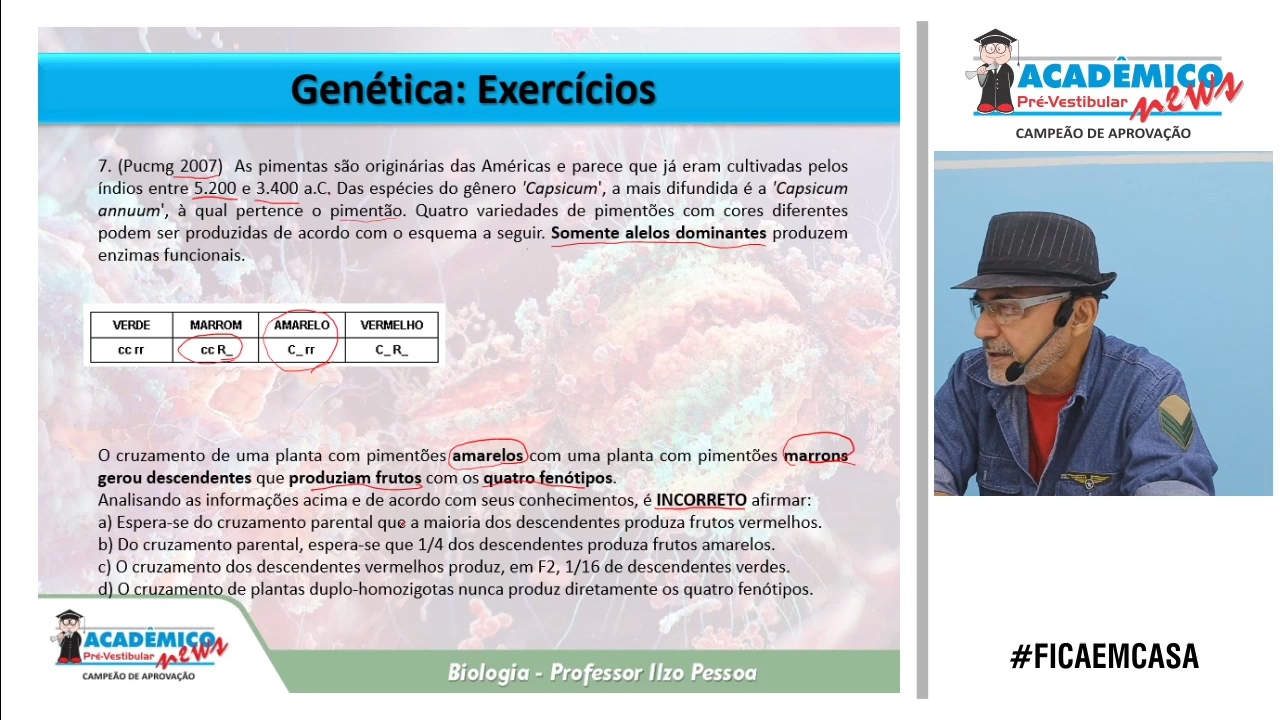 Genética: Exercícios
7. (Pucmg 2007) As pimentas são originárias das Américas e parece que já eram cultivadas pelos
índios entre 5.200 e 3.400 a.C. Das espécies do gênero 'Capsicum', a mais difundida é a 'Capsicum
annuum', à qual pertence o pimentão. Quatro variedades de pimentões com cores diferentes
podem ser produzidas de acordo com o esquema a seguir. Somente alelos dominantes produzem
enzimas funcionais.
VERDE MARROM AMARELO VERMELHO
cc rr cc R_ C_ rr C_ R_
O cruzamento de uma planta com pimentões amarelos com uma planta com pimentões marrons
gerou descendentes que produziam frutos com os quatro fenótipos.
Analisando as informações acima e de acordo com seus conhecimentos, é INCORRETO afirmar:
a) Espera-se do cruzamento parental que a maioria dos descendentes produza frutos vermelhos.
b) Do cruzamento parental, espera-se que 1/4 dos descendentes produza frutos amarelos.
c) O cruzamento dos descendentes vermelhos produz, em F2, 1/16 de descendentes verdes.
d) O cruzamento de plantas duplo-homozigotas nunca produz diretamente os quatro fenótipos.
ACADÊMICO
Pré-Vestibular news
CAMPEÃO DE APROVAÇÃO
Biologia - Professor Ilzo Pessoa
ACADÊMICO
Pré-Vestibular news
CAMPEÃO DE APROVAÇÃO
#FICAEMCASA